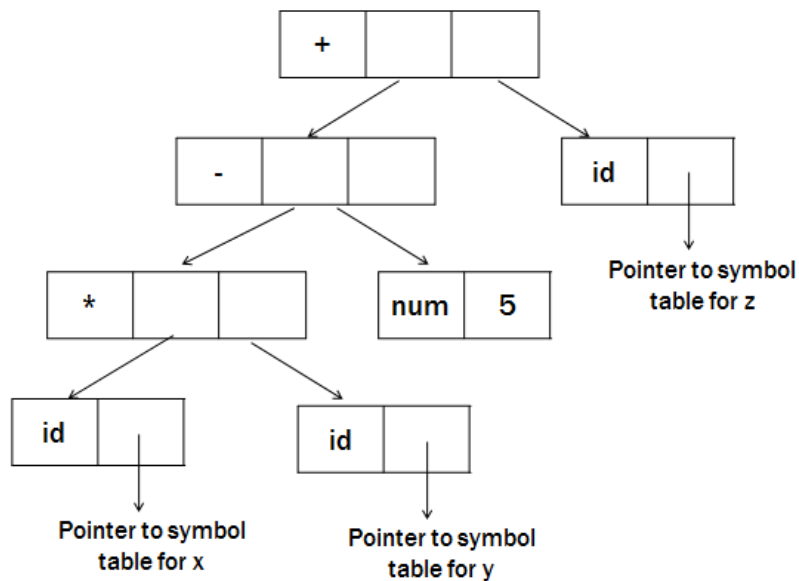 +
-
id
*
num 5
Pointer to symbol
table for z
id
id
Pointer to symbol
table for x
Pointer to symbol
table for y